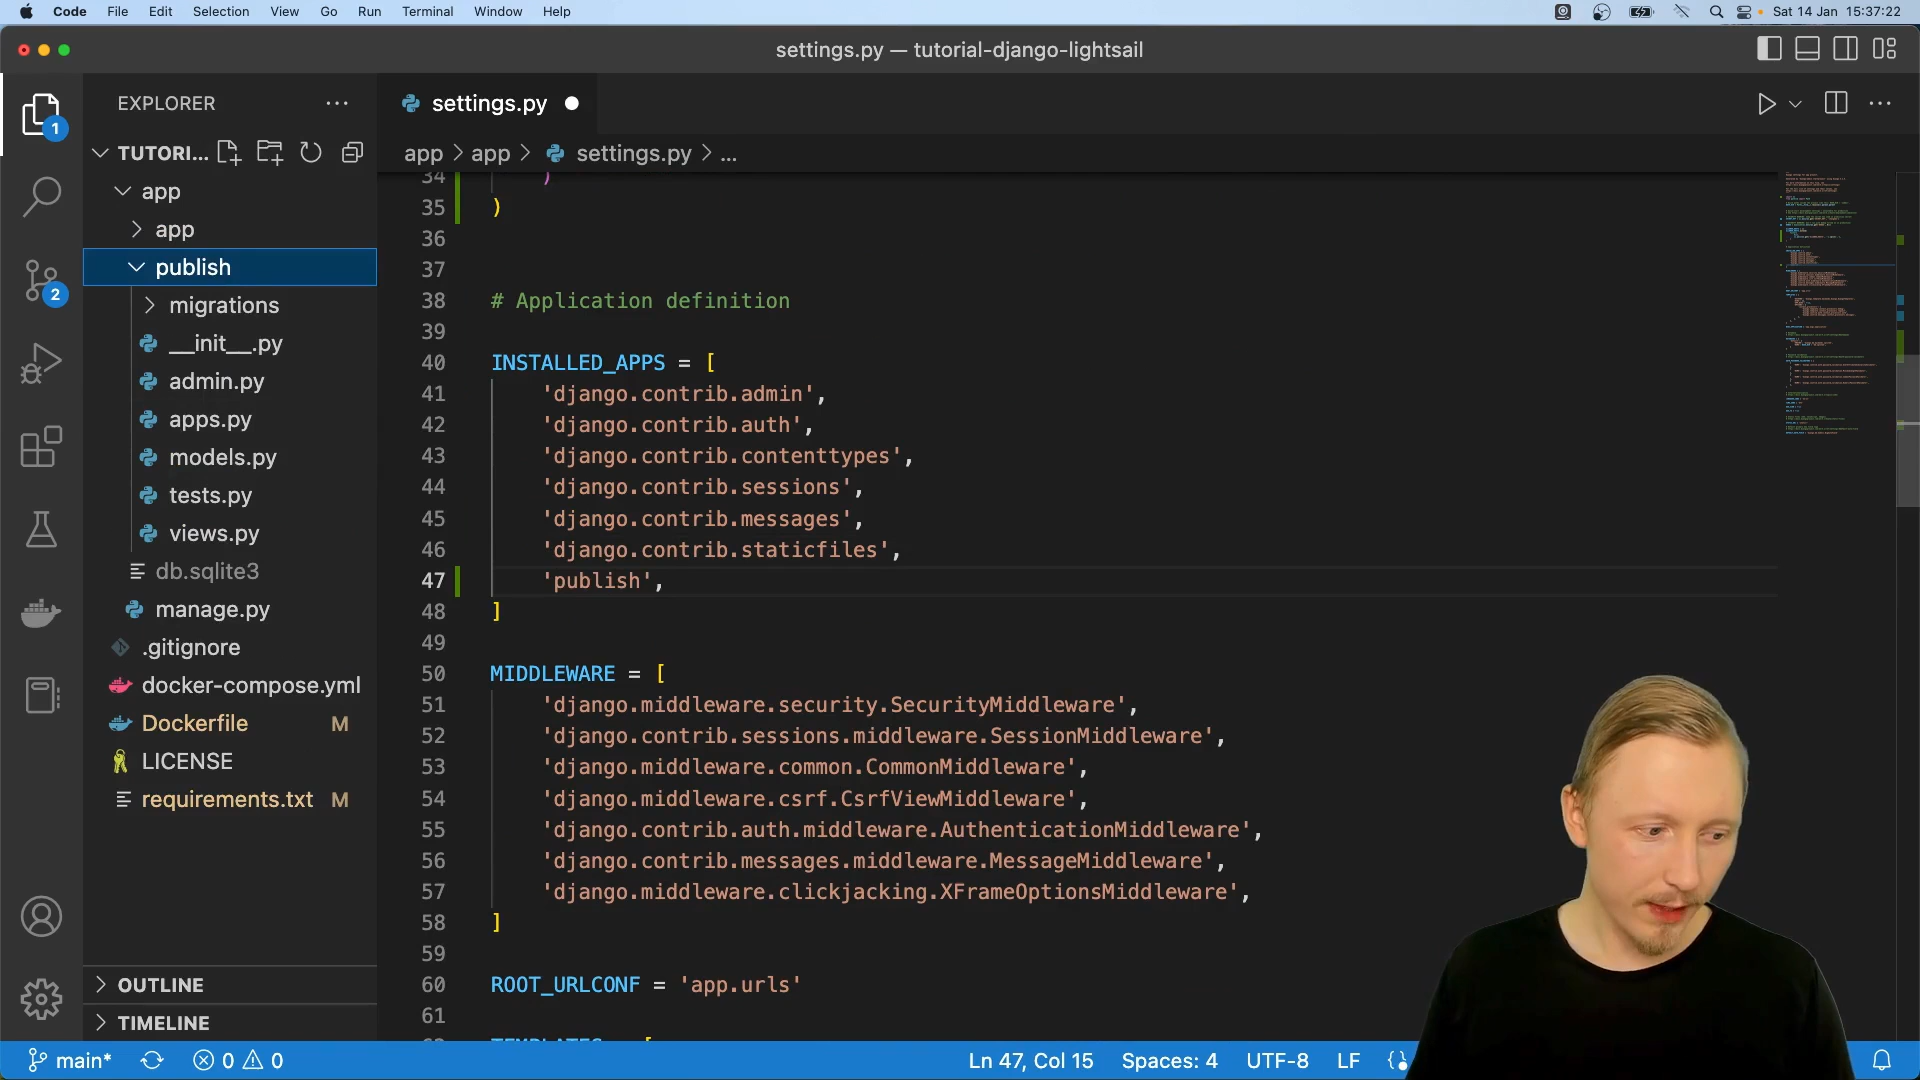 Code File Edit Selection View Go Run Terminal Window Help Sat 14 Jan 15:37:22
settings.py — tutorial-django-lightsail
EXPLORER
settings.py
TUTORI...
app > app > settings.py > ...
1
2
app
app
publish
migrations
__init__.py
admin.py
apps.py
models.py
tests.py
views.py
db.sqlite3
manage.py
.gitignore
docker-compose.yml
Dockerfile M
LICENSE
requirements.txt M
OUTLINE
TIMELINE
34 )
35 )
36
37
38 # Application definition
39
40 INSTALLED_APPS = [
41 'django.contrib.admin',
42 'django.contrib.auth',
43 'django.contrib.contenttypes',
44 'django.contrib.sessions',
45 'django.contrib.messages',
46 'django.contrib.staticfiles',
47 'publish',
48 ]
49
50 MIDDLEWARE = [
51 'django.middleware.security.SecurityMiddleware',
52 'django.contrib.sessions.middleware.SessionMiddleware',
53 'django.middleware.common.CommonMiddleware',
54 'django.middleware.csrf.CsrfViewMiddleware',
55 'django.contrib.auth.middleware.AuthenticationMiddleware',
56 'django.contrib.messages.middleware.MessageMiddleware',
57 'django.middleware.clickjacking.XFrameOptionsMiddleware',
58 ]
59
60 ROOT_URLCONF = 'app.urls'
61
main* 0 0 Ln 47, Col 15 Spaces: 4 UTF-8 LF {}